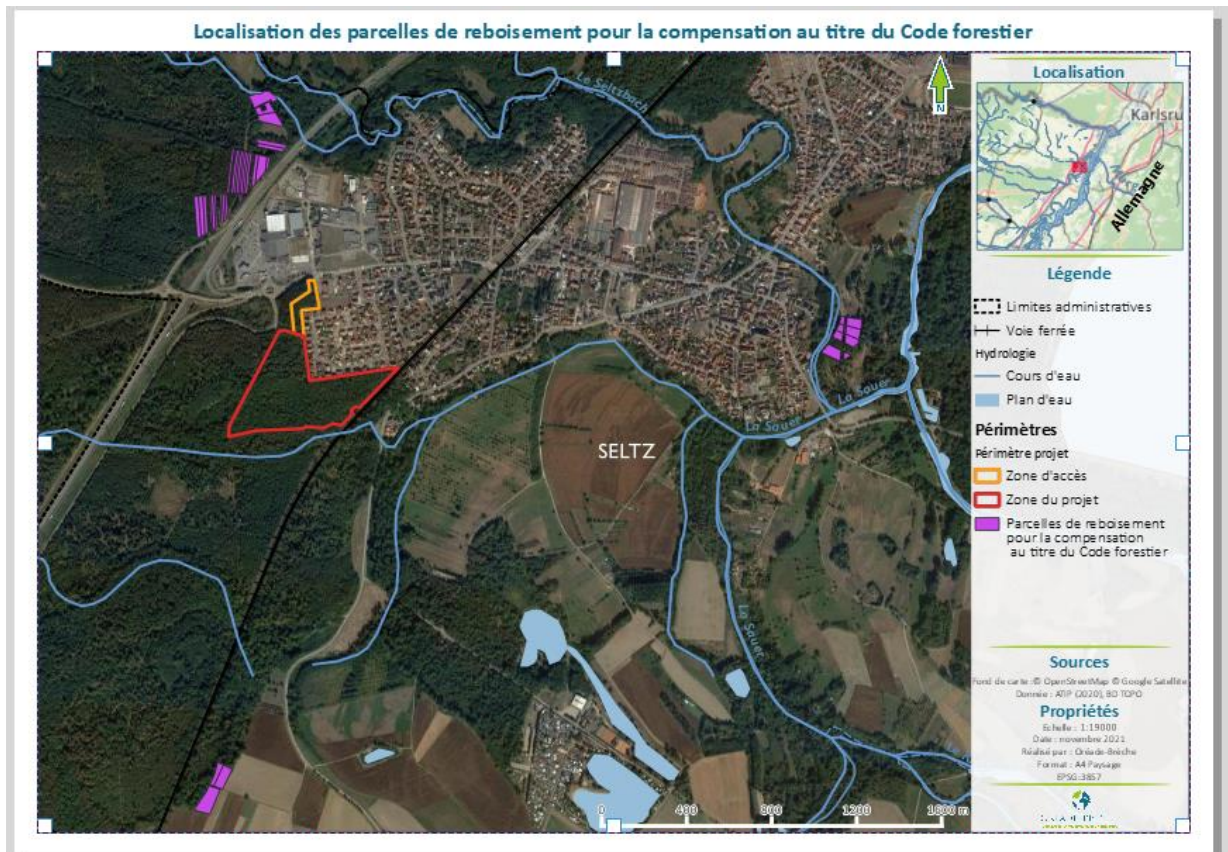 Localisation des parcelles de reboisement pour la compensation au titre du Code forestier
Le Seltzbach
N
La Sauer
La Sauer
SELTZ
La Sauer
0 400 800 1200 1600 m
Localisation
Karlsru
Allemagne
Légende
Limites administratives
Voie ferrée
Hydrologie
Cours d'eau
Plan d'eau
Périmètres
Périmètre projet
Zone d'accès
Zone du projet
Parcelles de reboisement
pour la compensation
au titre du Code forestier
Sources
Fond de carte : © OpenStreetMap © Google Satellite
Donnée : ATIP (2020), BD TOPO
Propriétés
Echelle : 1:19000
Date : novembre 2021
Réalisé par : Oréade-Brèche
Format : A4 Paysage
EPSG:3857